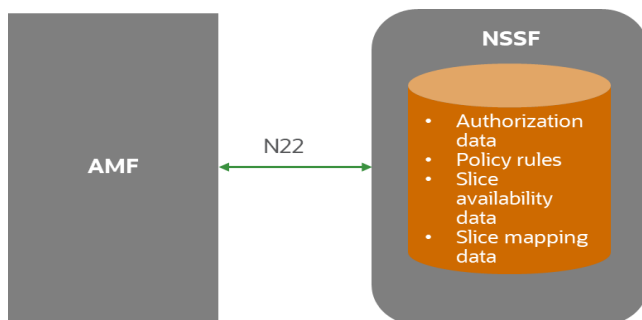 NSSF
• Authorization
data
• Policy rules
• Slice
availability
data
• Slice mapping
data
N22
AMF